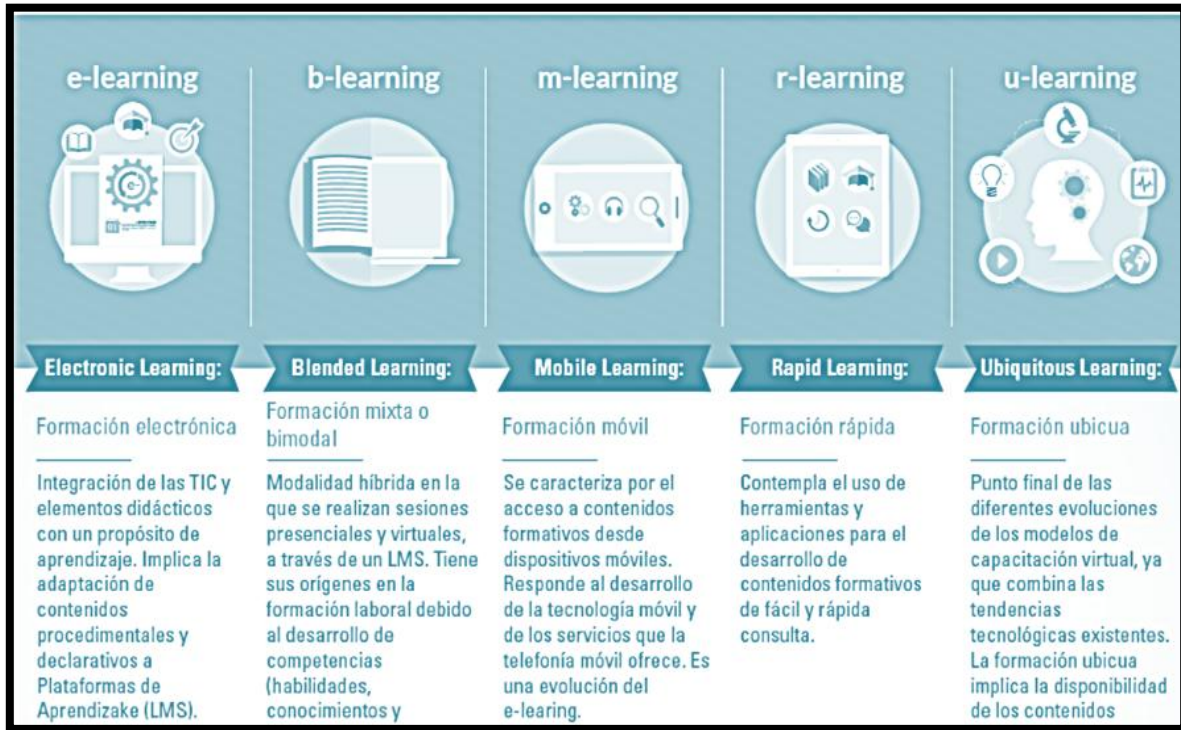 e-learning
b-learning
m-learning
r-learning
u-learning
Electronic Learning:
Formación electrónica
Integración de las TIC y
elementos didácticos
con un propósito de
aprendizaje. Implica la
adaptación de
contenidos
procedimentales y
declarativos a
Plataformas de
Aprendizake (LMS).
Blended Learning:
Formación mixta o
bimodal
Modalidad híbrida en la
que se realizan sesiones
presenciales y virtuales,
a través de un LMS. Tiene
sus orígenes en la
formación laboral debido
al desarrollo de
competencias
(habilidades,
conocimientos y
Mobile Learning:
Formación móvil
Se caracteriza por el
acceso a contenidos
formativos desde
dispositivos móviles.
Responde al desarrollo
de la tecnología móvil y
de los servicios que la
telefonía móvil ofrece. Es
una evolución del
e-learing.
Rapid Learning:
Formación rápida
Contempla el uso de
herramientas y
aplicaciones para el
desarrollo de
contenidos formativos
de fácil y rápida
consulta.
Ubiquitous Learning:
Formación ubicua
Punto final de las
diferentes evoluciones
de los modelos de
capacitación virtual, ya
que combina las
tendencias
tecnológicas existentes.
La formación ubicua
implica la disponibilidad
de los contenidos